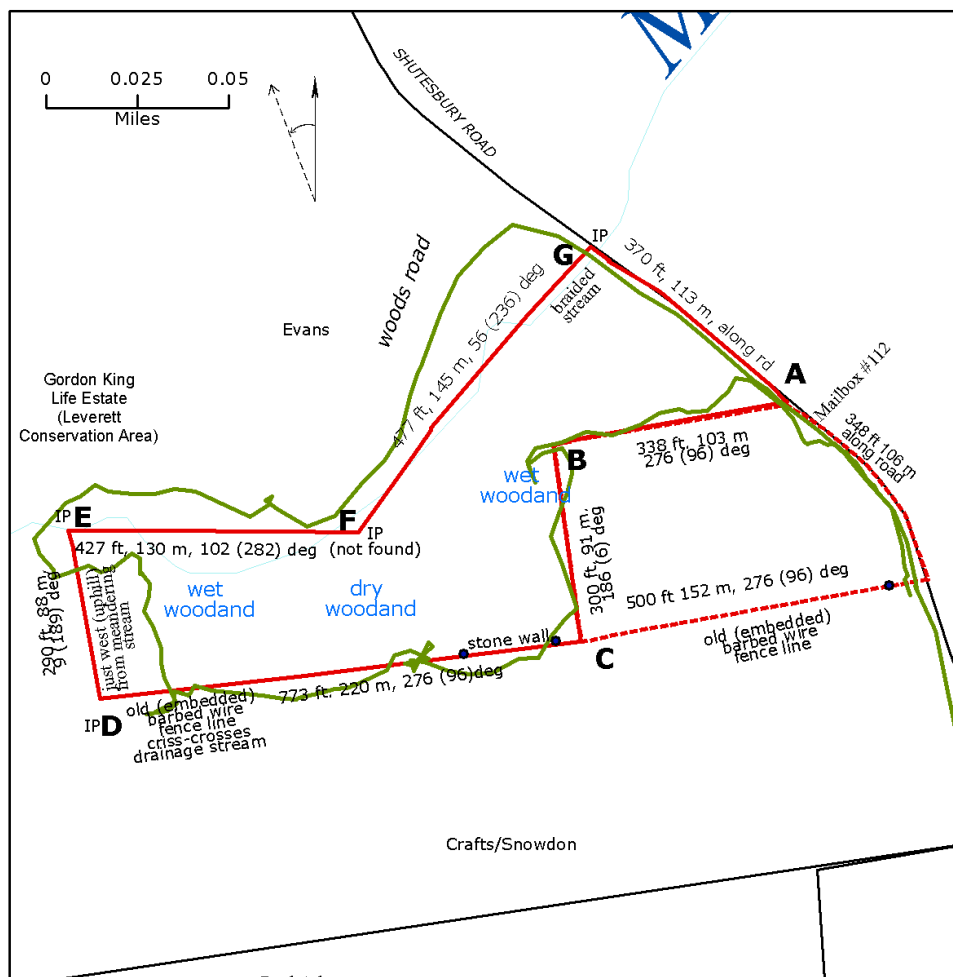 0 0.025 0.05
Miles
SHUTESBURY ROAD
M
IP
G
370 ft, 113 m, along rd
braided
stream
woods road
Evans
477 ft, 145 m, 56 (236) deg
Gordon King
Life Estate
(Leverett
Conservation Area)
A
Mailbox #112
348 ft 106 m
along road
338 ft, 103 m
276 (96) deg
B
wet
woodand
300 ft, 91 m,
186 (6) deg
IP
E
F
IP
427 ft, 130 m, 102 (282) deg (not found)
290 ft, 88 m,
9 (189) deg
just west (uphill)
from meandering
stream
wet
woodand
dry
woodand
500 ft 152 m, 276 (96) deg
old (embedded)
barbed wire
fence line
stone wall
C
IP
D
773 ft. 220 m, 276 (96)deg
old (embedded)
barbed wire
fence line
criss-crosses
drainage stream
Crafts/Snowdon